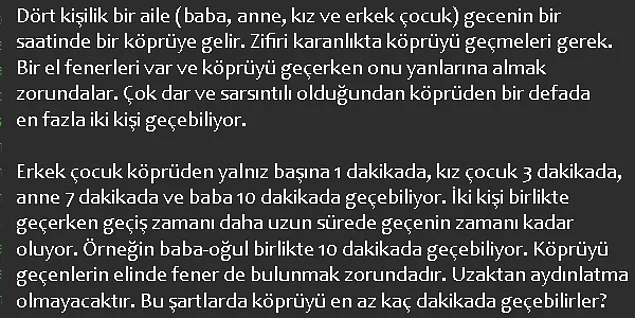 Dört kişilik bir aile (baba, anne, kız ve erkek çocuk) gecenin bir
saatinde bir köprüye gelir. Zifiri karanlıkta köprüyü geçmeleri gerek.
Bir el fenerleri var ve köprüyü geçerken onu yanlarına almak
zorundalar. Çok dar ve sarsıntılı olduğundan köprüden bir defada
en fazla iki kişi geçebiliyor.

Erkek çocuk köprüden yalnız başına 1 dakikada, kız çocuk 3 dakikada,
anne 7 dakikada ve baba 10 dakikada geçebiliyor. İki kişi birlikte
geçerken geçiş zamanı daha uzun sürede geçenin zamanı kadar
oluyor. Örneğin baba-oğul birlikte 10 dakikada geçebiliyor. Köprüyü
geçenlerin elinde fener de bulunmak zorundadır. Uzaktan aydınlatma
olmayacaktır. Bu şartlarda köprüyü en az kaç dakikada geçebilirler?